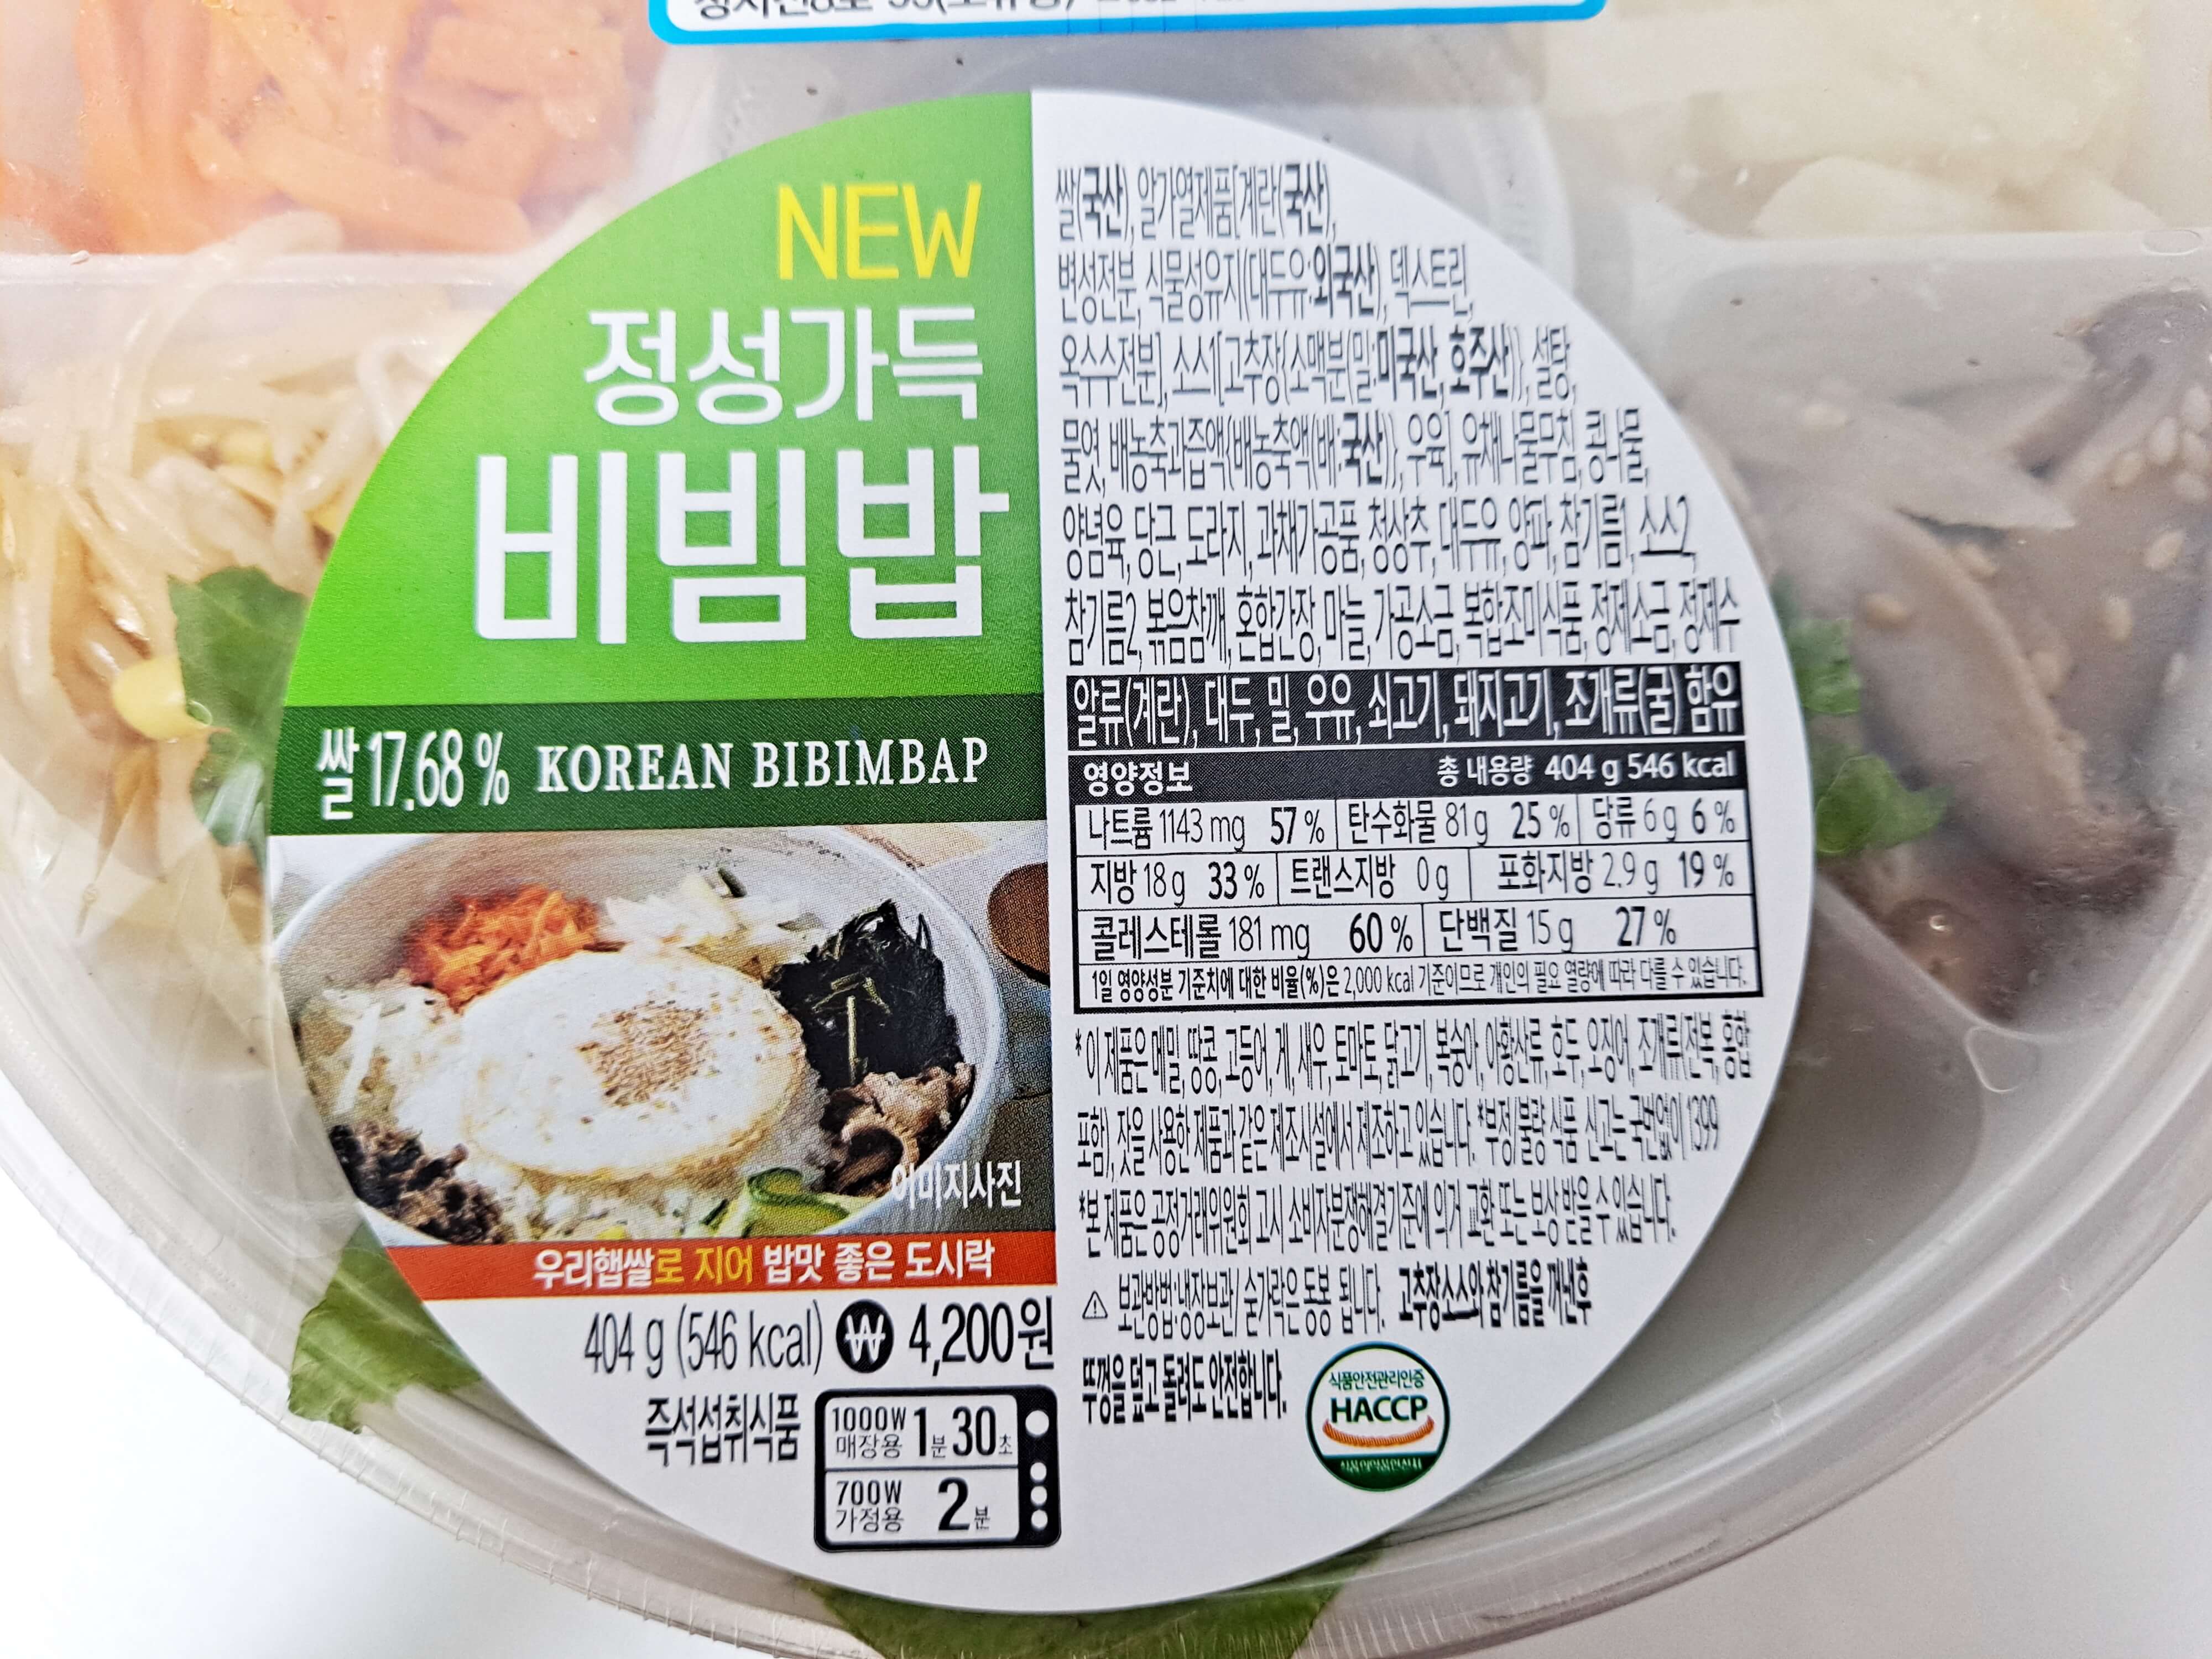 NEW
정성가득
비빔밥
쌀 17.68 % KOREAN BIBIMBAP
이미지사진
우리햅쌀로 지어 밥맛 좋은 도시락
404 g (546 kcal) ₩ 4,200원
즉석섭취식품
1000W 매장용 1분30초
700W 가정용 2분
쌀(국산), 알가열제품[계란(국산),
변성전분, 식물성유지(대두유:외국산), 덱스트린,
옥수수전분], 소스1[고추장{소맥분(밀:미국산, 호주산)}, 설탕,
물엿, 배농축과즙액{배농축액(배:국산)}, 우육], 유채나물무침, 콩나물,
양념육, 당근, 도라지, 과채가공품, 청상추, 대두유, 양파, 참기름1, 소스2,
참기름2, 볶음참깨, 혼합간장, 마늘, 가공소금, 복합조미식품, 정제소금, 정제수
알류(계란), 대두, 밀, 우유, 쇠고기, 돼지고기, 조개류(굴) 함유
영양정보 총 내용량 404 g 546 kcal
나트륨 1143 mg 57 % 탄수화물 81 g 25 % 당류 6 g 6 %
지방 18 g 33 % 트랜스지방 0 g 포화지방 2.9 g 19 %
콜레스테롤 181 mg 60 % 단백질 15 g 27 %
1일 영양성분 기준치에 대한 비율(%)은 2,000 kcal 기준이므로 개인의 필요 열량에 따라 다를 수 있습니다.
*이 제품은 메밀, 땅콩, 고등어, 게, 새우, 토마토, 닭고기, 복숭아, 아황산류, 호두, 오징어, 조개류(전복, 홍합
포함), 잣을 사용한 제품과 같은 제조시설에서 제조하고 있습니다. *부정/불량식품 신고는 국번없이 1399
*본 제품은 공정거래위원회 고시 소비자분쟁해결기준에 의거 교환 또는 보상 받을 수 있습니다.
⚠ 보관방법:냉장보관/ 숟가락은 동봉 됩니다. 고추장소스와 참기름을 꺼낸후
뚜껑을 덮고 돌려도 안전합니다.
식품안전관리인증
HACCP